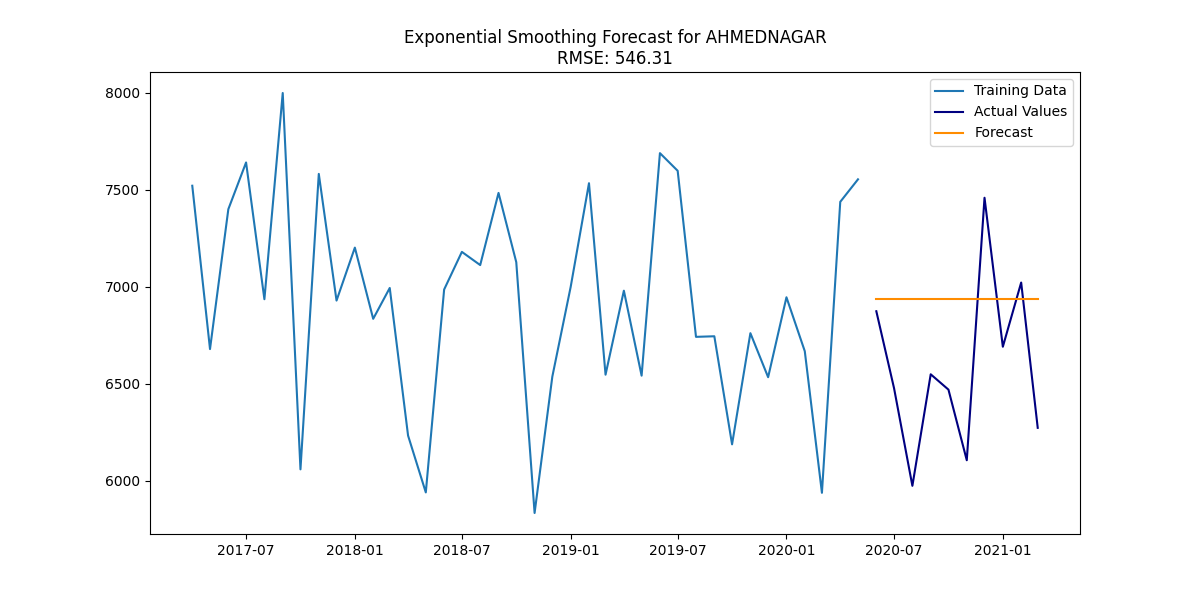 Exponential Smoothing Forecast for AHMEDNAGAR
RMSE: 546.31
Training Data
Actual Values
Forecast
8000
7500
7000
6500
6000
2017-07
2018-01
2018-07
2019-01
2019-07
2020-01
2020-07
2021-01